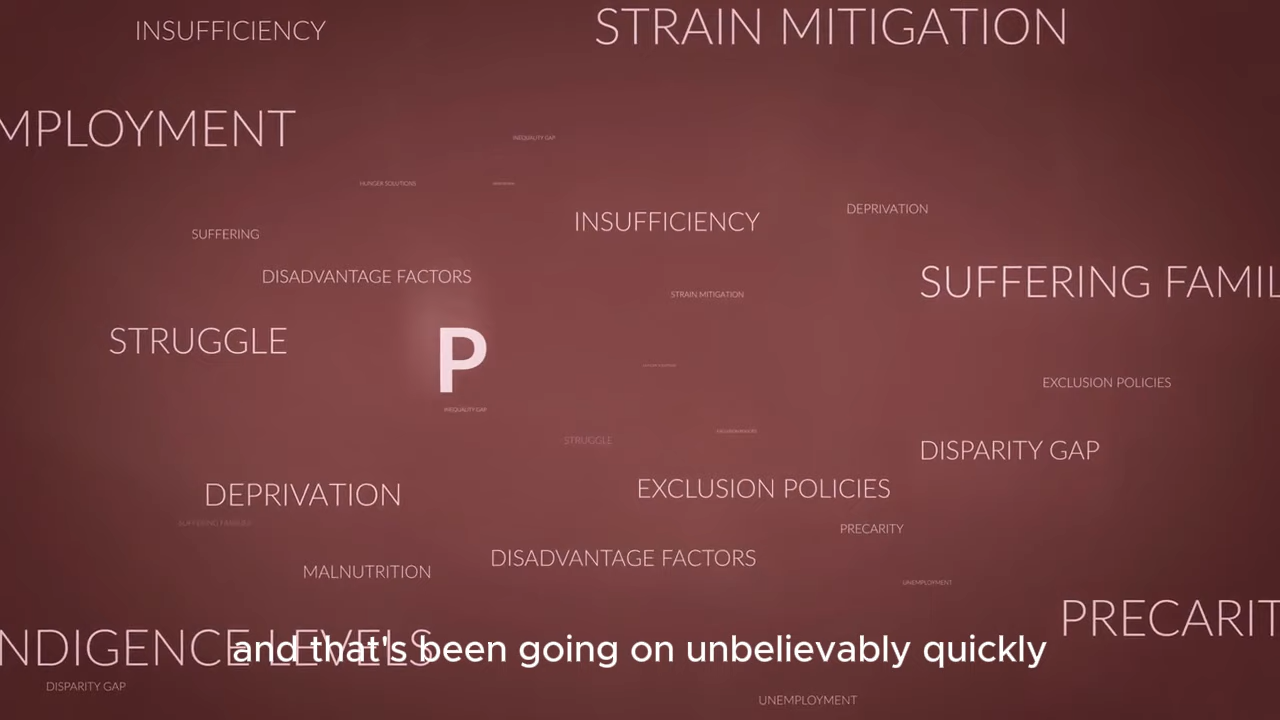 INSUFFICIENCY
STRAIN MITIGATION
MPLOYMENT
INEQUALITY GAP
HUNGER SOLUTIONS
DEPRIVATION
INSUFFICIENCY
SUFFERING
DISADVANTAGE FACTORS
SUFFERING FAMIL
STRAIN MITIGATION
STRUGGLE
P
EXCLUSION POLICIES
INEQUALITY GAP
STRUGGLE
DISPARITY GAP
DEPRIVATION
EXCLUSION POLICIES
SUFFERING FAMILIES
PRECARITY
DISADVANTAGE FACTORS
MALNUTRITION
UNEMPLOYMENT
PRECARIT
NDIGENCE LEVELS
and that's been going on unbelievably quickly
DISPARITY GAP
UNEMPLOYMENT